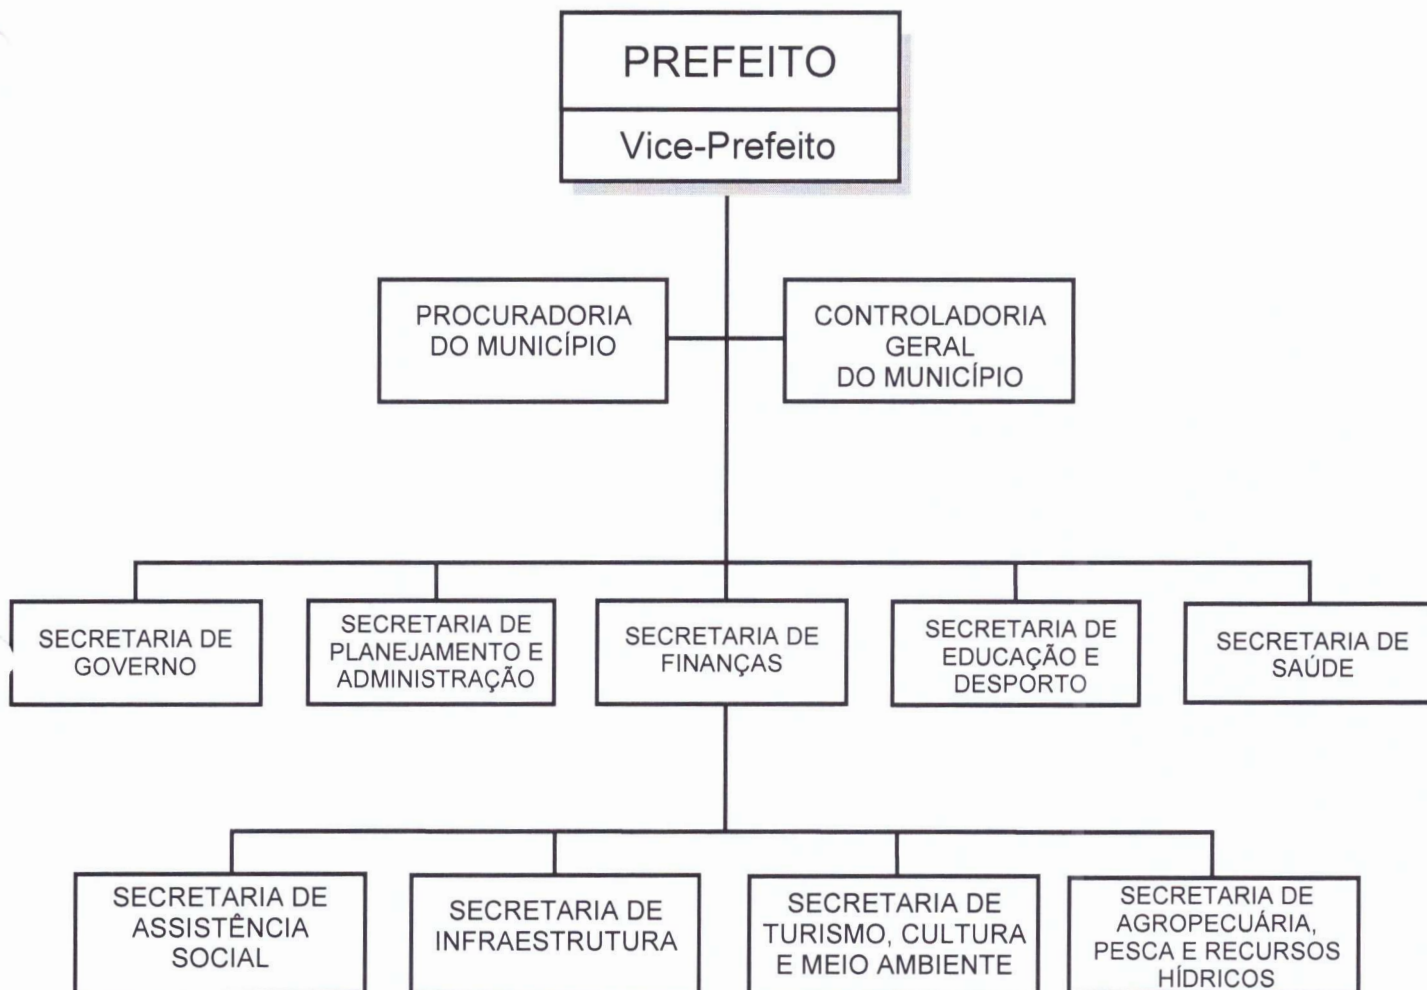 PREFEITO
Vice-Prefeito
PROCURADORIA
DO MUNICÍPIO
CONTROLADORIA
GERAL
DO MUNICÍPIO
SECRETARIA DE
GOVERNO
SECRETARIA DE
PLANEJAMENTO E
ADMINISTRAÇÃO
SECRETARIA DE
FINANÇAS
SECRETARIA DE
EDUCAÇÃO E
DESPORTO
SECRETARIA DE
SAÚDE
SECRETARIA DE
ASSISTÊNCIA
SOCIAL
SECRETARIA DE
INFRAESTRUTURA
SECRETARIA DE
TURISMO, CULTURA
E MEIO AMBIENTE
SECRETARIA DE
AGROPECUÁRIA,
PESCA E RECURSOS
HÍDRICOS